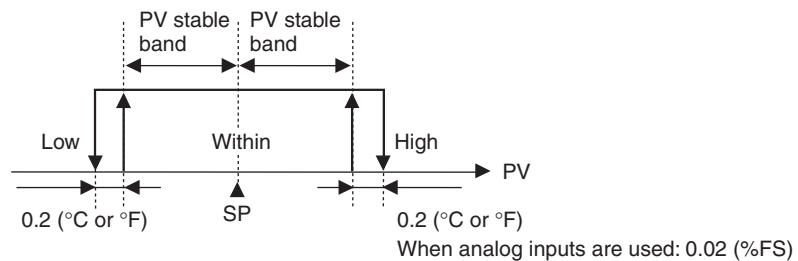 PV stable
band
PV stable
band
Low
Within
High
PV
0.2 (°C or °F)
SP
0.2 (°C or °F)
When analog inputs are used: 0.02 (%FS)